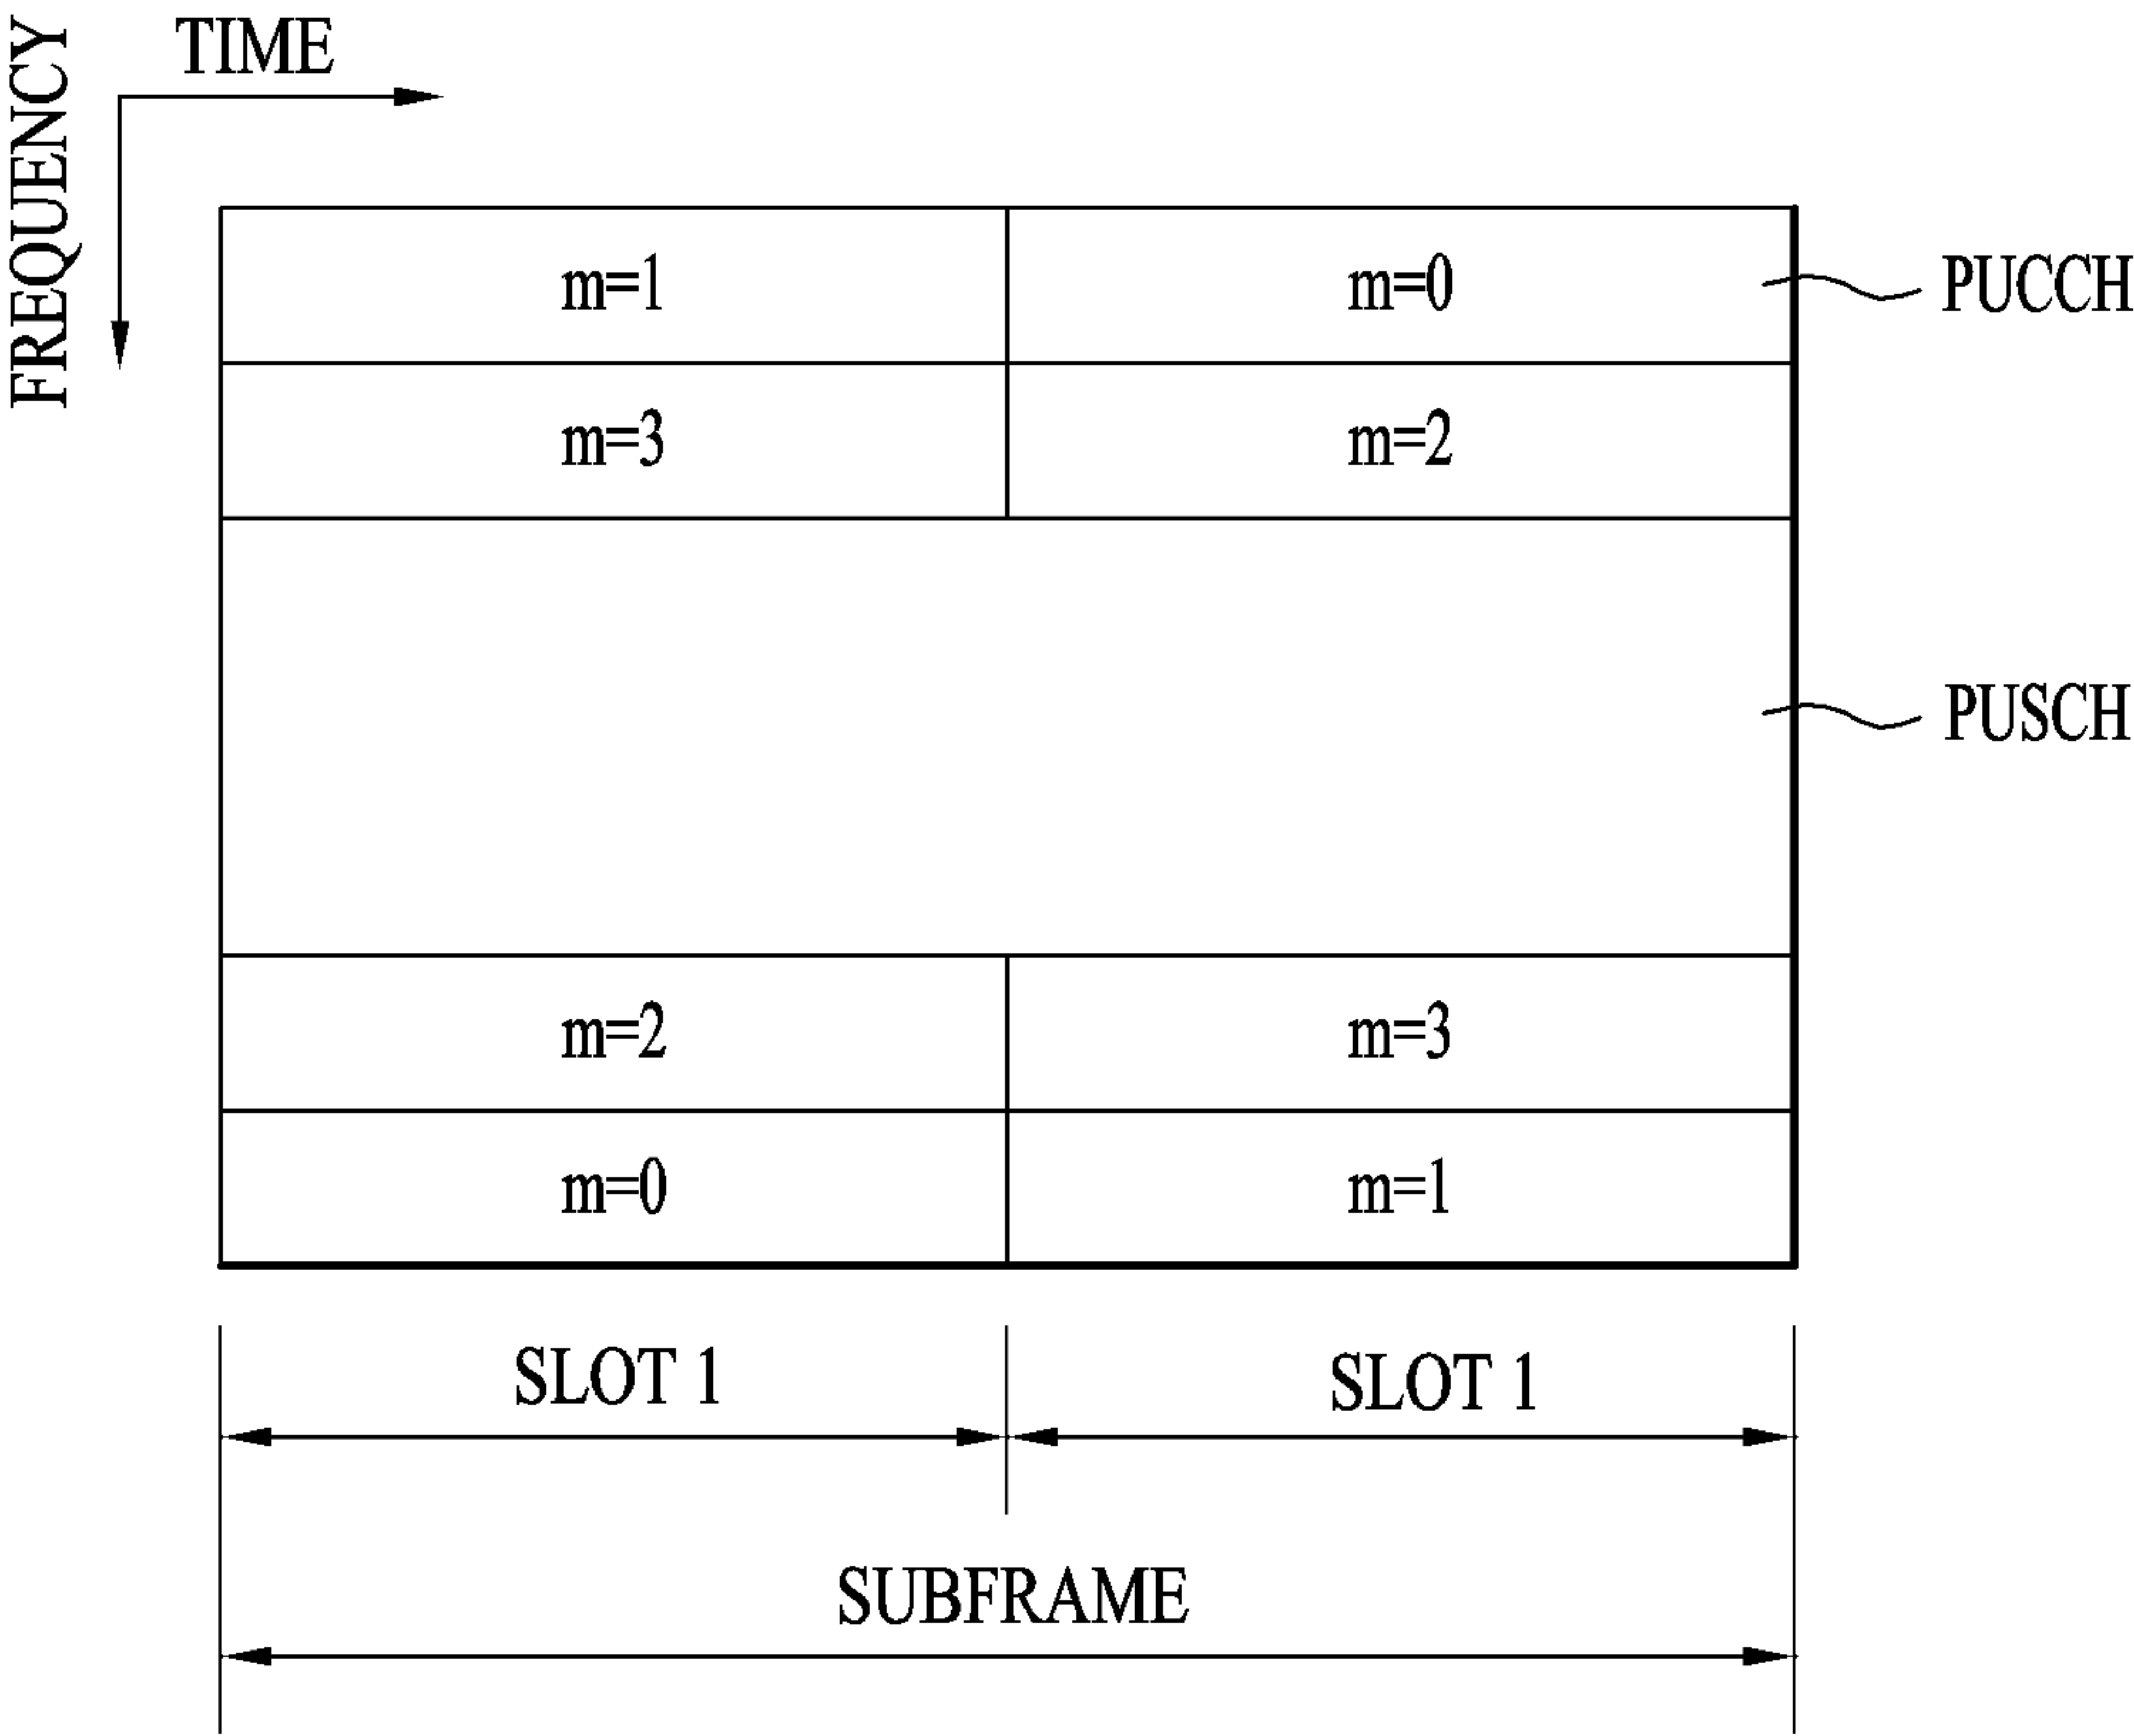 TIME
FREQUENCY
m=1 m=0 PUCCH
m=3 m=2
PUSCH
m=2 m=3
m=0 m=1
SLOT 1 SLOT 1
SUBFRAME